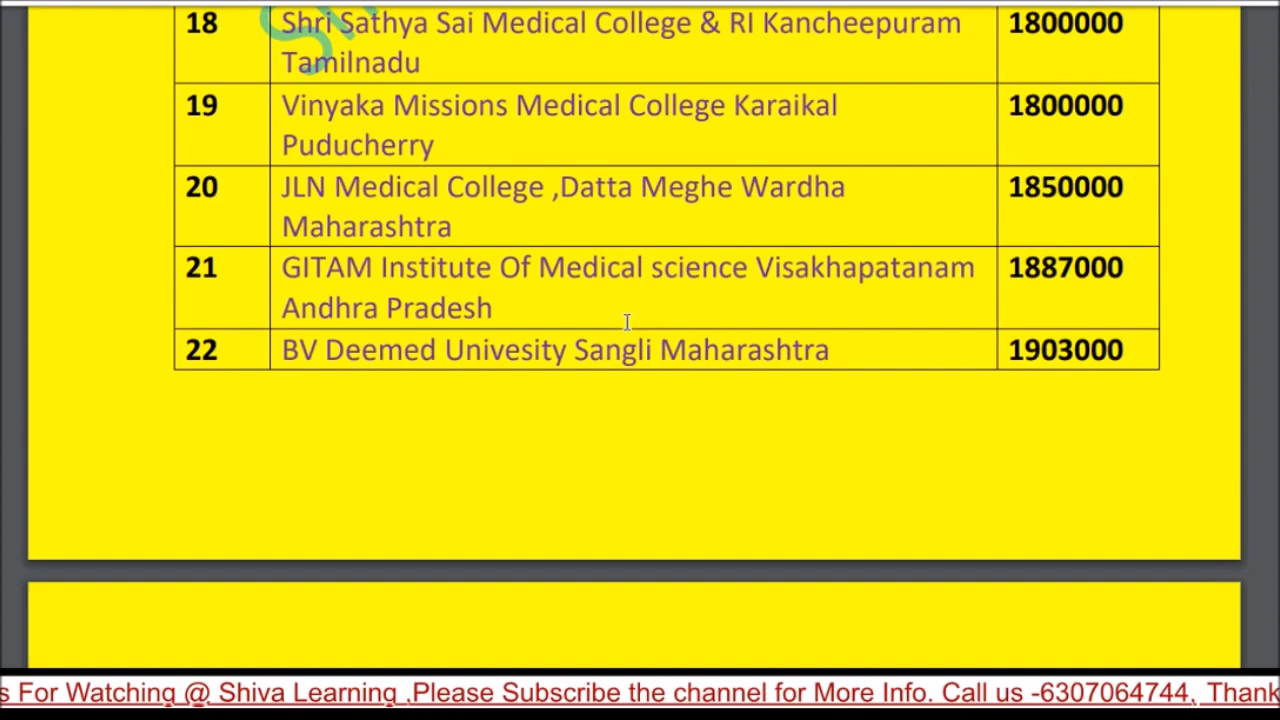 18 Shri Sathya Sai Medical College & RI Kancheepuram 1800000
Tamilnadu
19 Vinyaka Missions Medical College Karaikal 1800000
Puducherry
20 JLN Medical College ,Datta Meghe Wardha 1850000
Maharashtra
21 GITAM Institute Of Medical science Visakhapatanam 1887000
Andhra Pradesh
22 BV Deemed Univesity Sangli Maharashtra 1903000
s For Watching @ Shiva Learning ,Please Subscribe the channel for More Info. Call us -6307064744, Thank